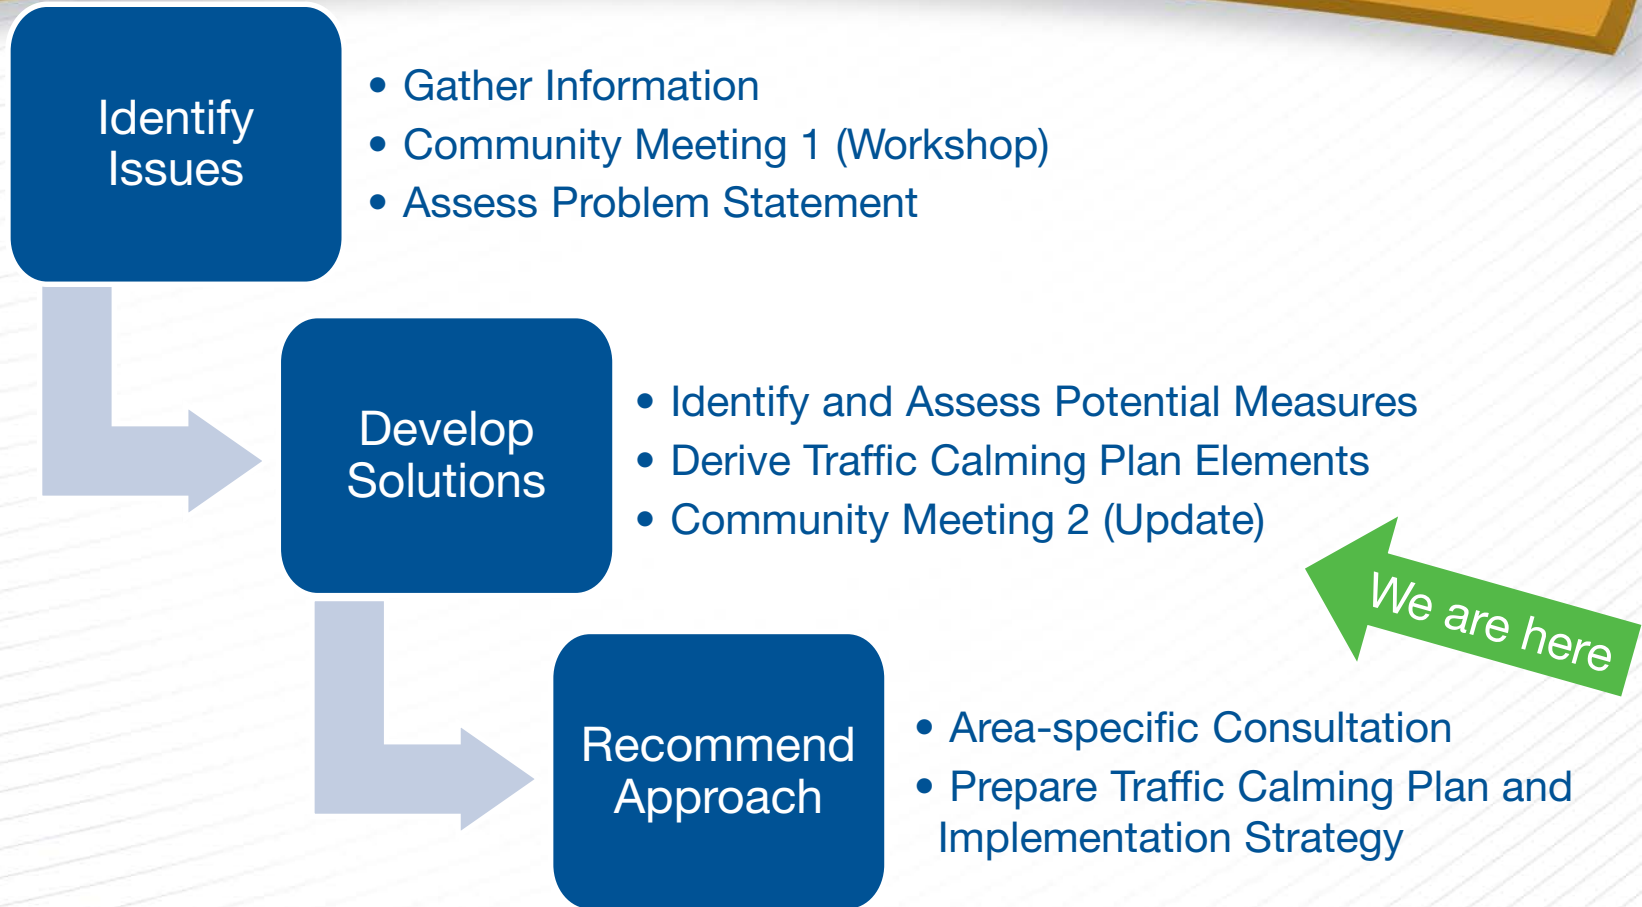 Identify
Issues
• Gather Information
• Community Meeting 1 (Workshop)
• Assess Problem Statement
Develop
Solutions
• Identify and Assess Potential Measures
• Derive Traffic Calming Plan Elements
• Community Meeting 2 (Update)
We are here
Recommend
Approach
• Area-specific Consultation
• Prepare Traffic Calming Plan and
Implementation Strategy